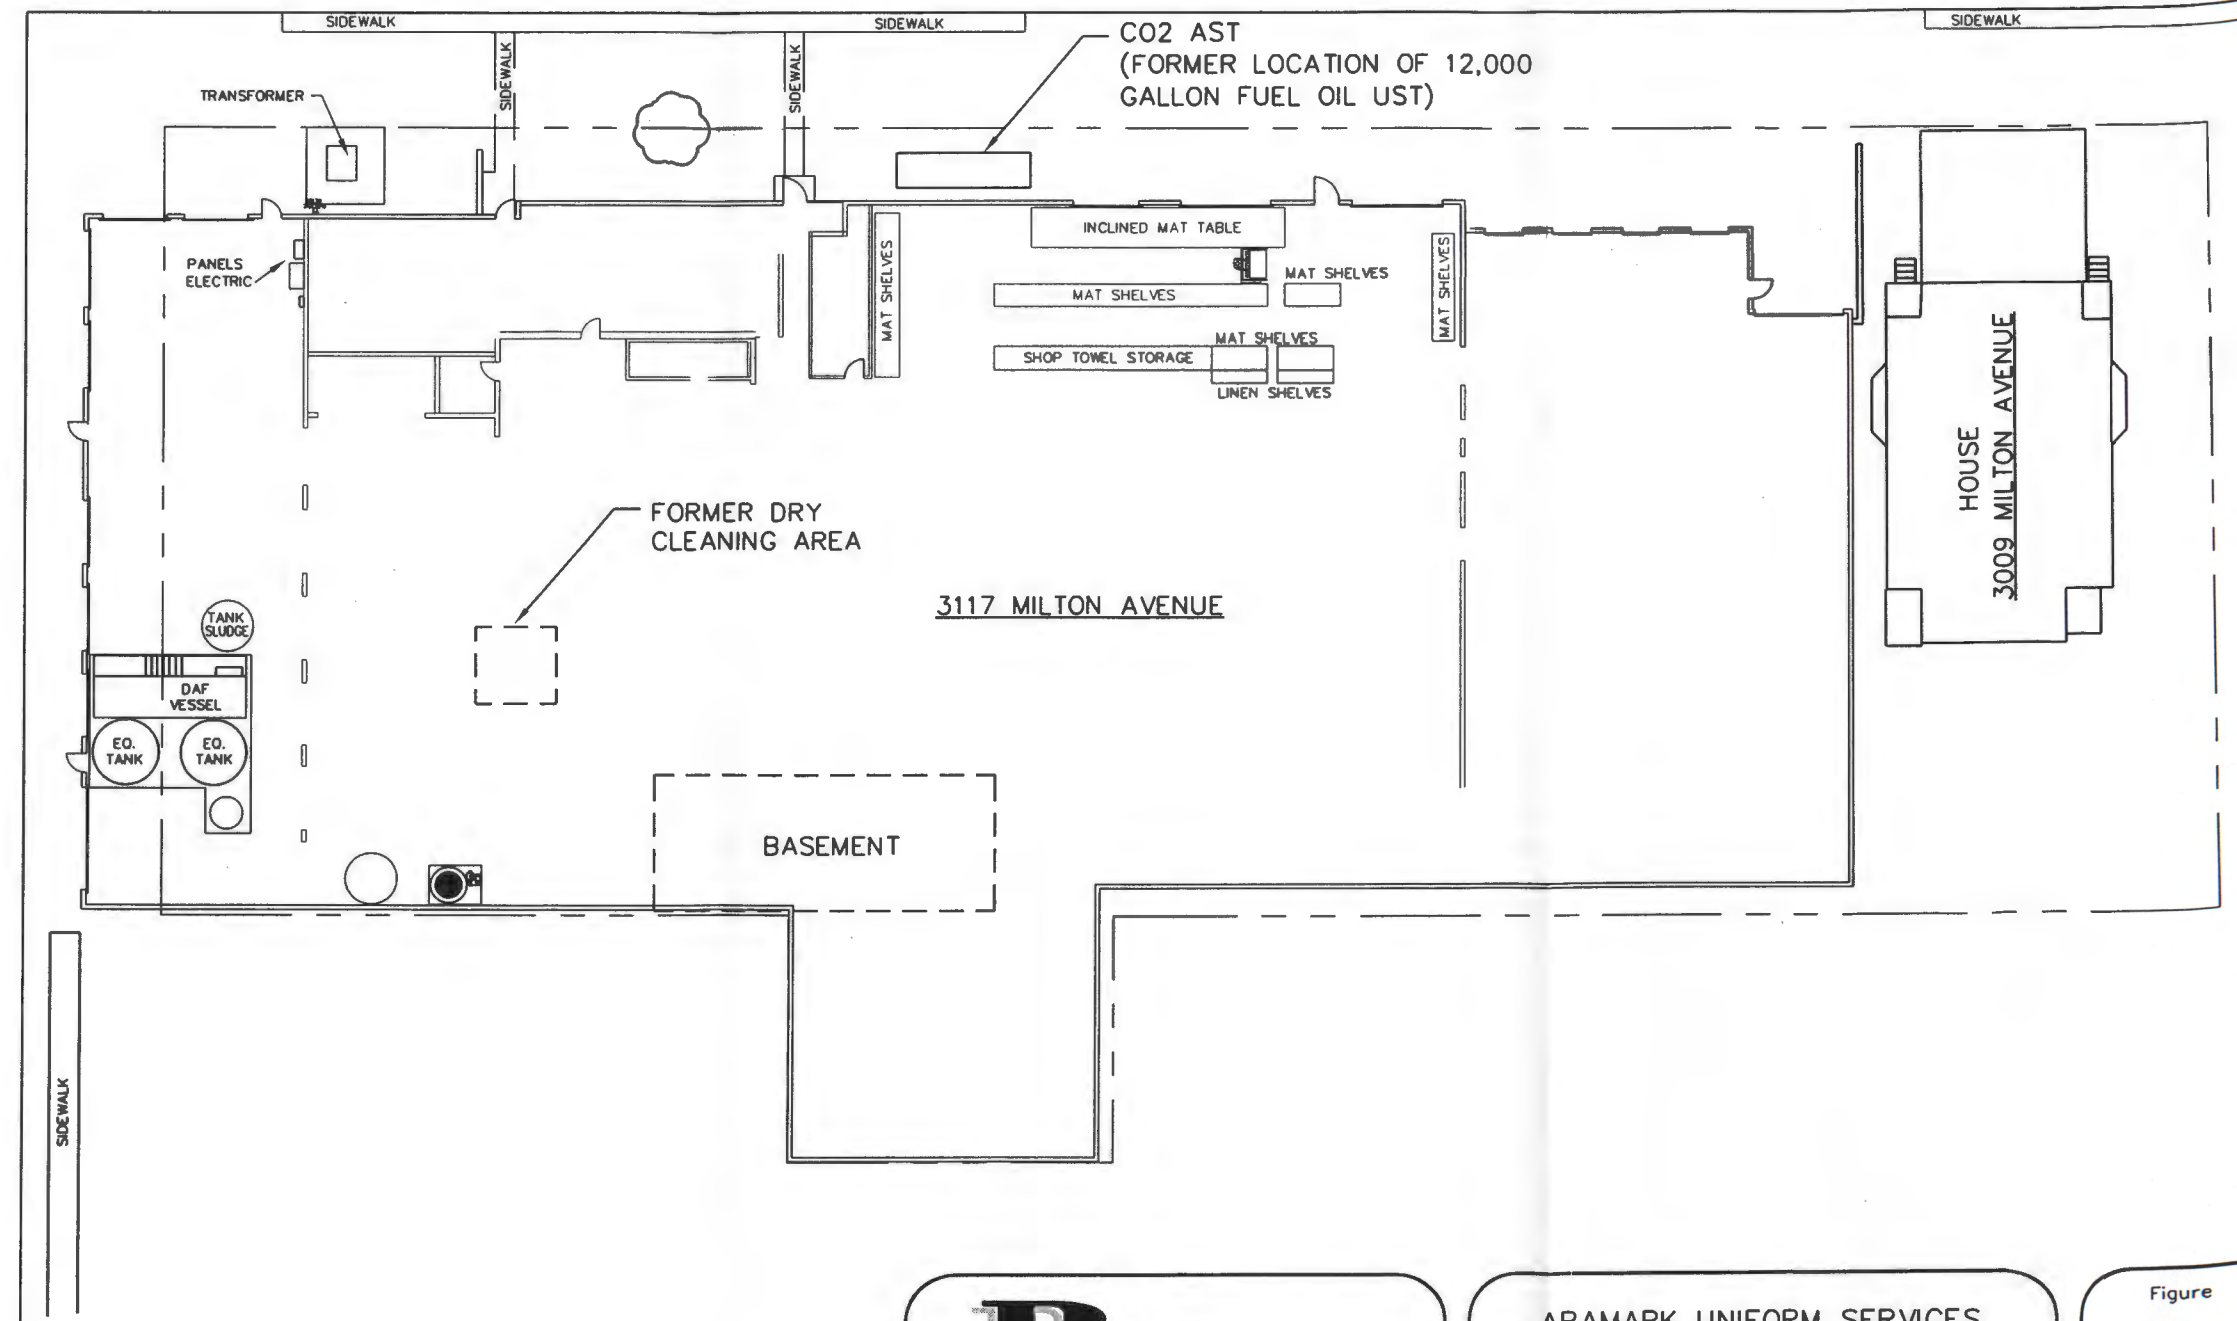 SIDEWALK
SIDEWALK
SIDEWALK
SIDEWALK
SIDEWALK
CO2 AST
(FORMER LOCATION OF 12,000
GALLON FUEL OIL UST)
TRANSFORMER
PANELS
ELECTRIC
MAT SHELVES
INCLINED MAT TABLE
MAT SHELVES
MAT SHELVES
MAT SHELVES
MAT SHELVES
SHOP TOWEL STORAGE
LINEN SHELVES
HOUSE
3009 MILTON AVENUE
FORMER DRY
CLEANING AREA
3117 MILTON AVENUE
TANK
SLUDGE
DAF
VESSEL
EQ.
TANK
EQ.
TANK
BASEMENT
SIDEWALK
ARAMARK UNIFORM SERVICES
Figure